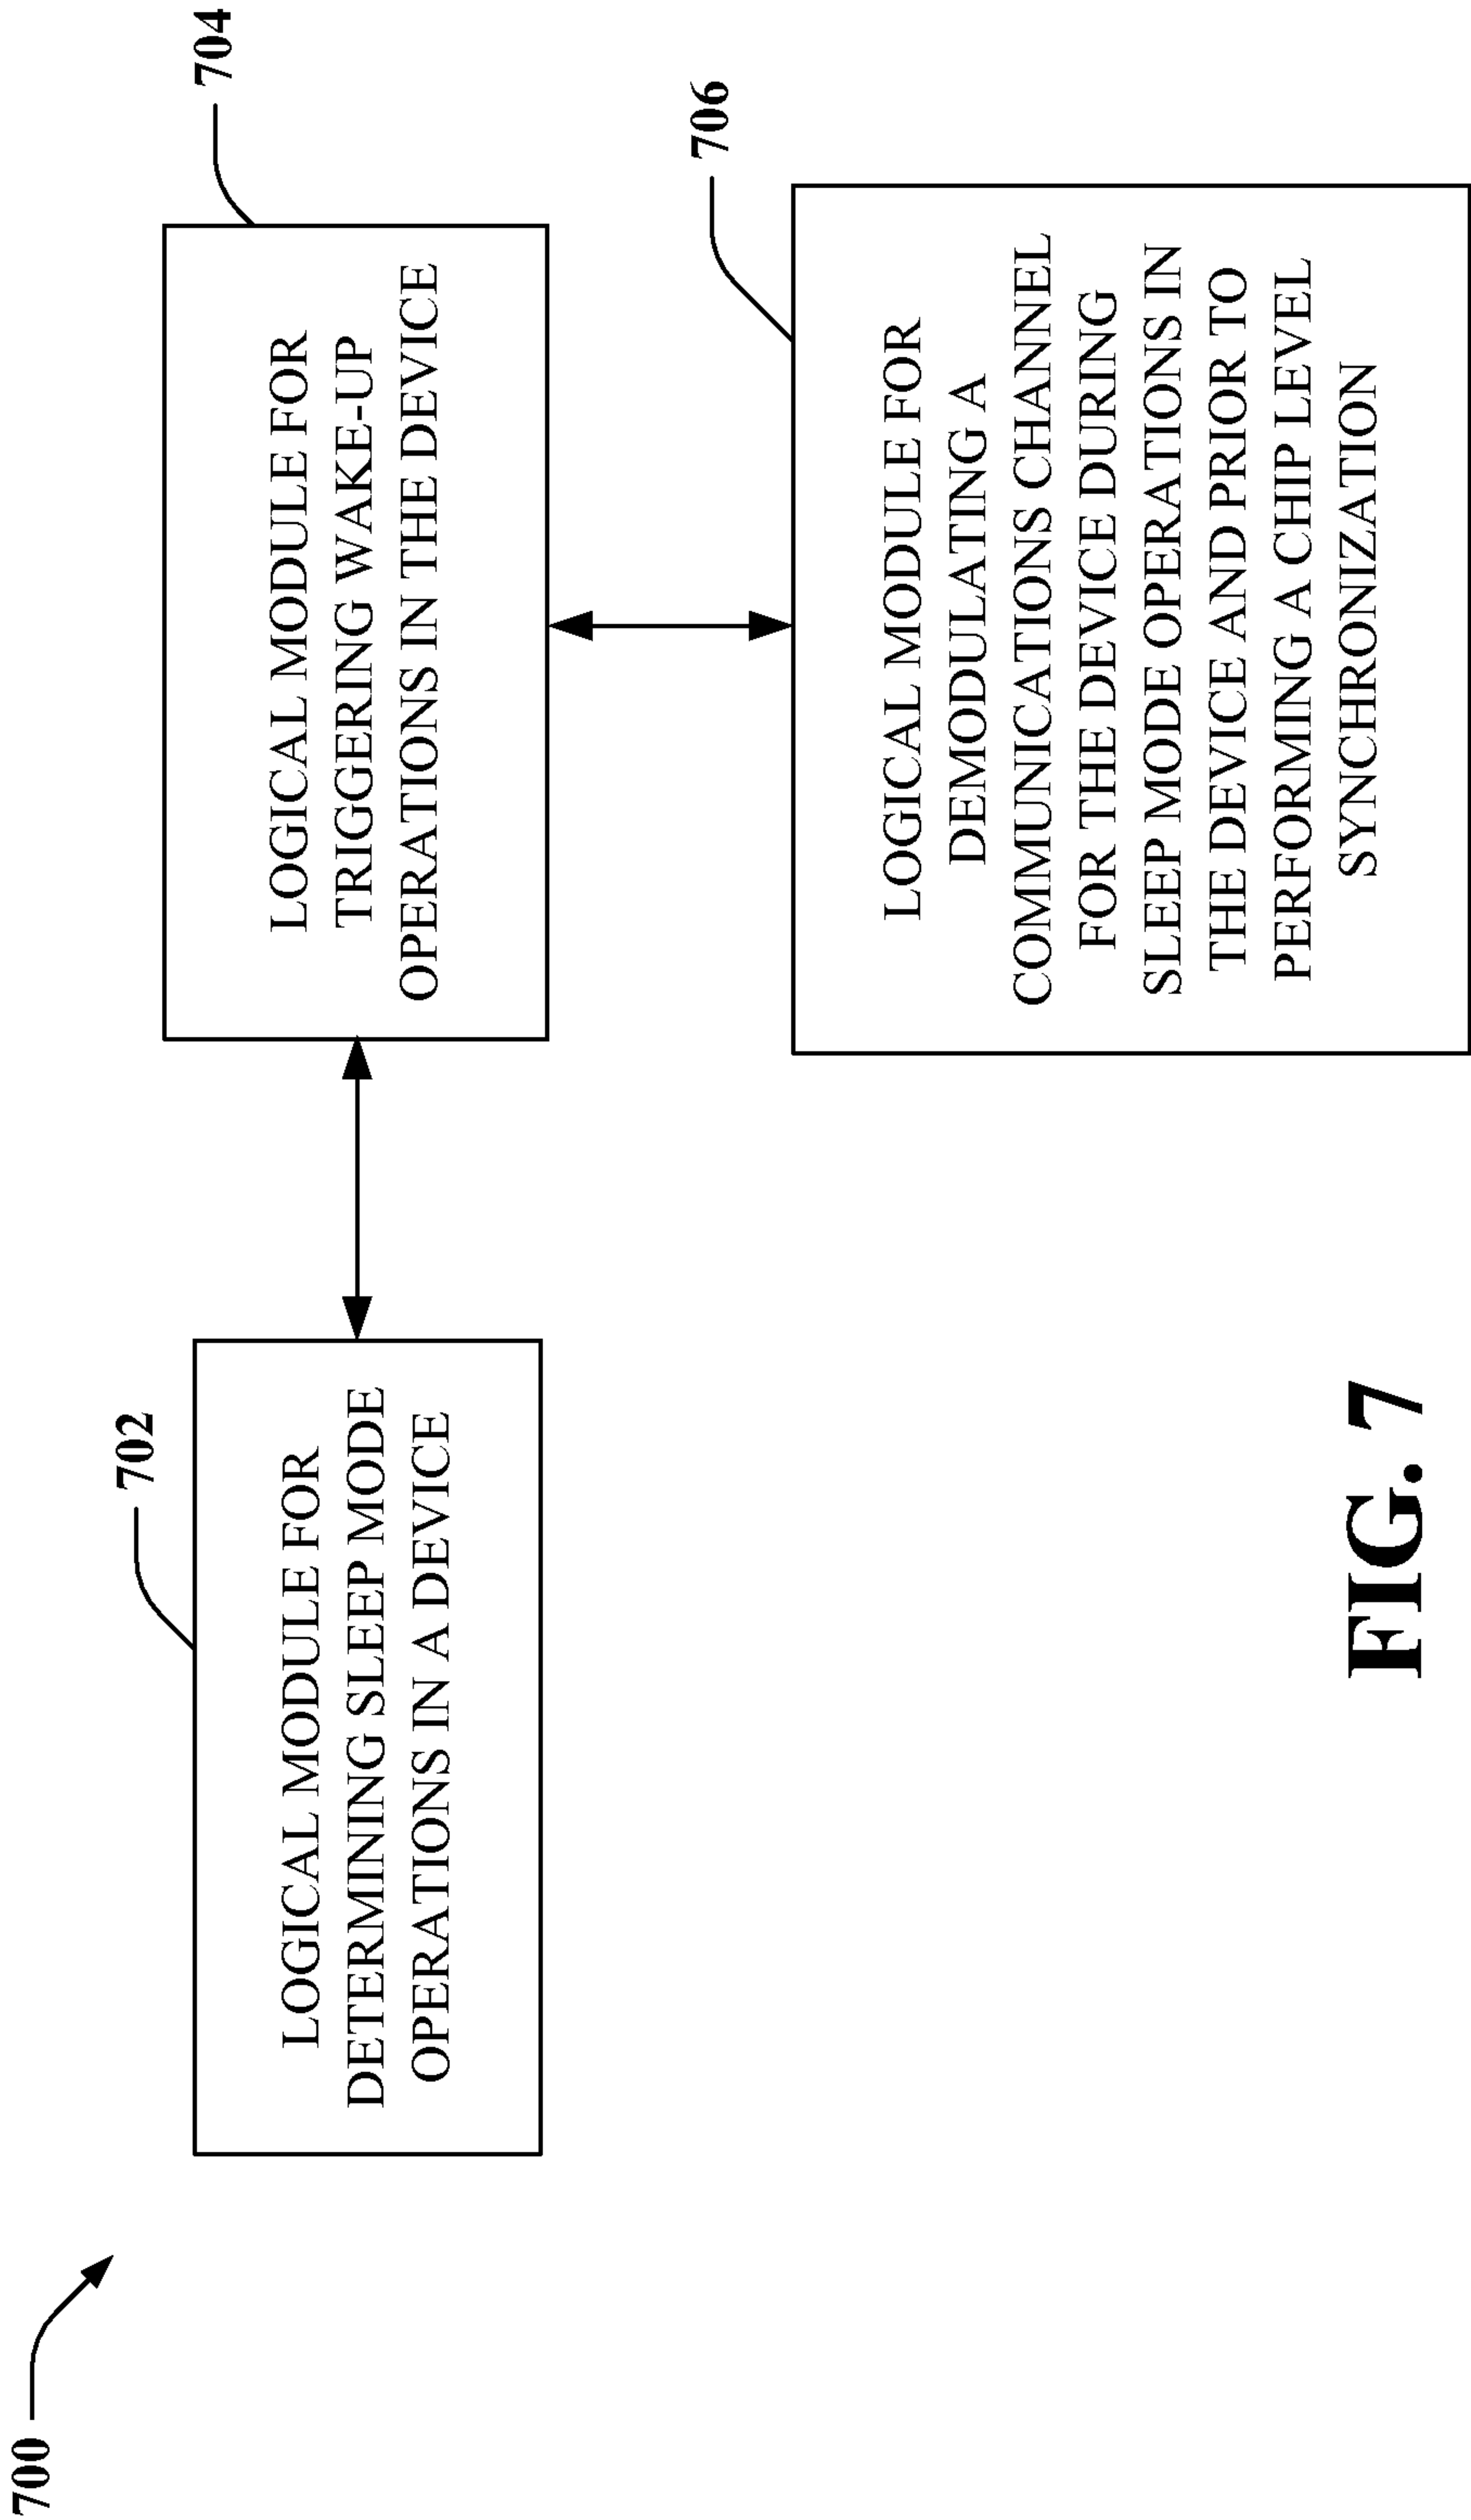 700
702
LOGICAL MODULE FOR
DETERMINING SLEEP MODE
OPERATIONS IN A DEVICE
704
LOGICAL MODULE FOR
TRIGGERING WAKE-UP
OPERATIONS IN THE DEVICE
706
LOGICAL MODULE FOR
DEMODULATING A
COMMUNICATIONS CHANNEL
FOR THE DEVICE DURING
SLEEP MODE OPERATIONS IN
THE DEVICE AND PRIOR TO
PERFORMING A CHIP LEVEL
SYNCHRONIZATION
FIG. 7